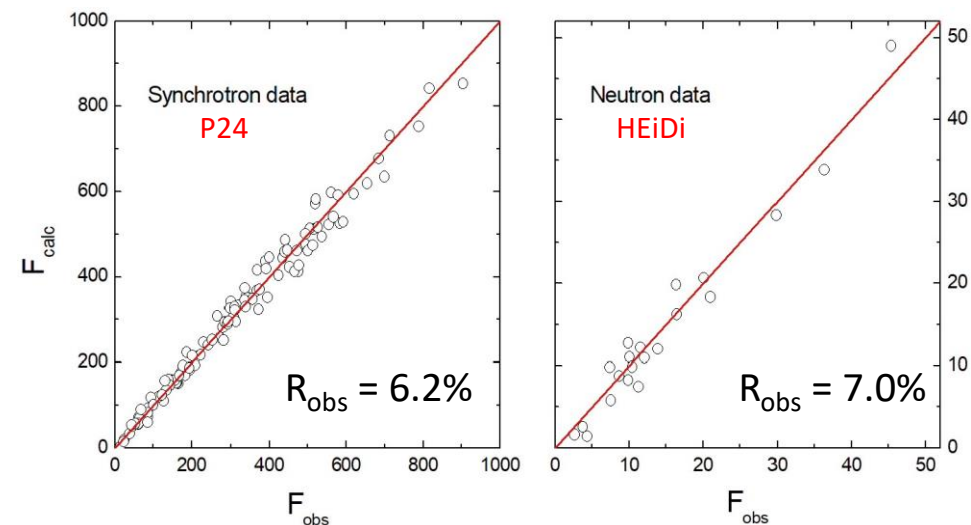 1000
800
600
400
200
0
F_calc
Synchrotron data
P24
R_obs = 6.2%
0 200 400 600 800 1000
F_obs
Neutron data
HEiDi
R_obs = 7.0%
50
40
30
20
10
0
0 10 20 30 40 50
F_obs